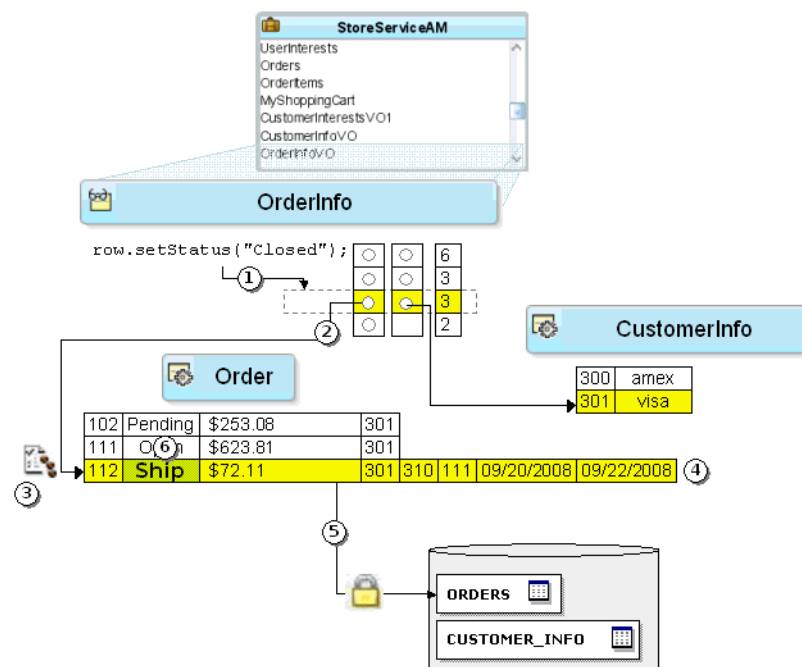 StoreServiceAM
UserInterests
Orders
OrderItems
MyShoppingCart
CustomerInterestsVO1
CustomerInfoVO
OrderInfoVO
OrderInfo
row.setStatus("Closed");
6
1
3
3
2
2
CustomerInfo
Order
300 amex
301 visa
102 Pending $253.08 301
111 6 $623.81 301
112 Ship $72.11 301 310 111 09/20/2008 09/22/2008 4
3
5
ORDERS
CUSTOMER_INFO